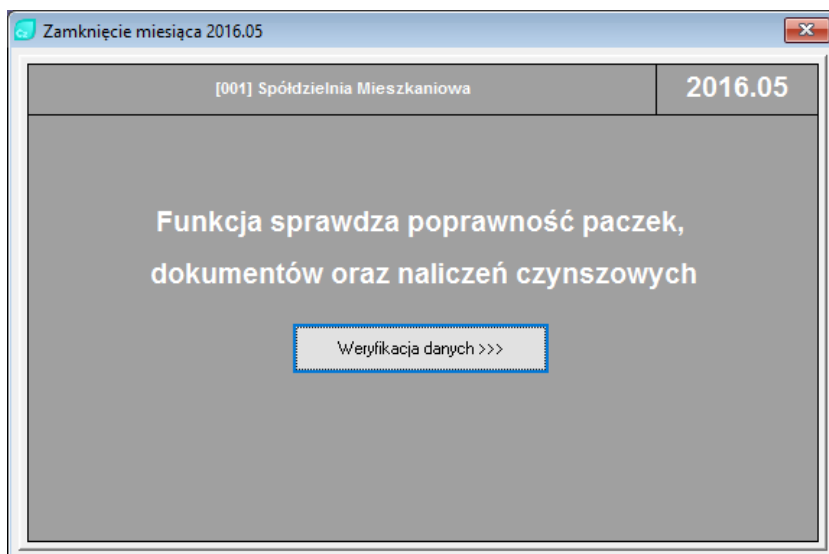 Zamknięcie miesiąca 2016.05
[001] Spółdzielnia Mieszkaniowa
2016.05
Funkcja sprawdza poprawność paczek,
dokumentów oraz naliczeń czynszowych
Weryfikacja danych >>>